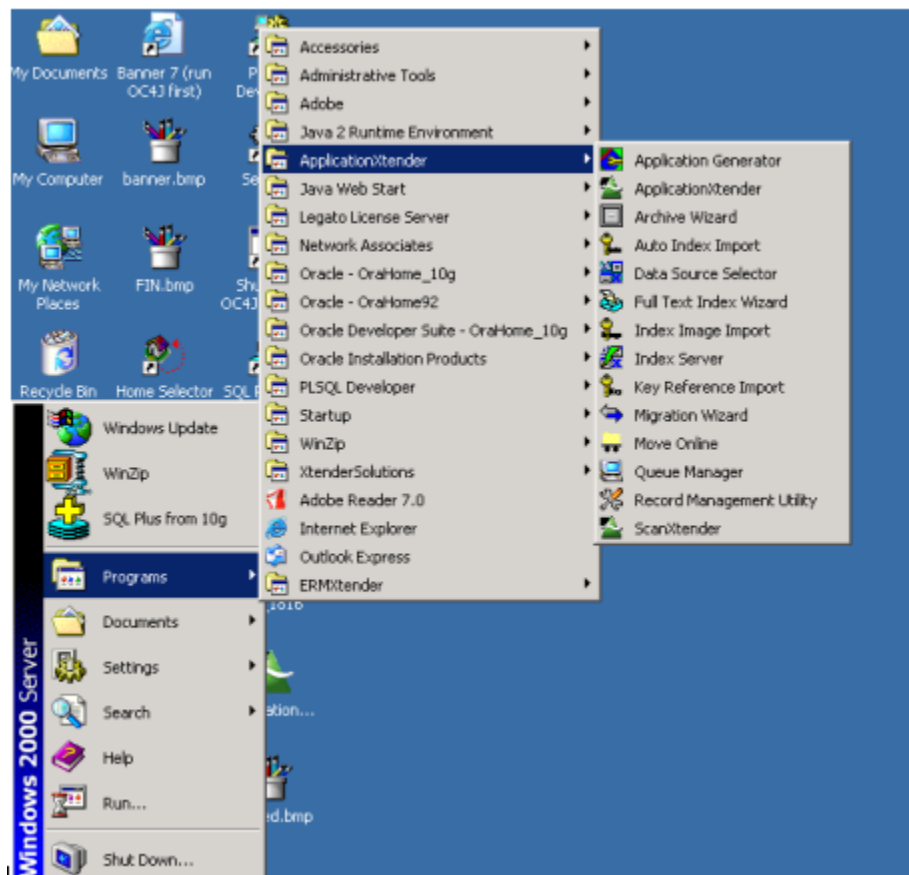 My Documents
Banner 7 (run
OC4J first)
My Computer
banner.bmp
My Network
Places
FIN.bmp
OC4J
Recycle Bin
Home Selector
SQL
Accessories
Administrative Tools
Adobe
Java 2 Runtime Environment
ApplicationXtender
Java Web Start
Legato License Server
Network Associates
Oracle - OraHome_10g
Oracle - OraHome92
Oracle Developer Suite - OraHome_10g
Oracle Installation Products
PLSQL Developer
Startup
WinZip
XtenderSolutions
Adobe Reader 7.0
Internet Explorer
Outlook Express
ERMXtender
Application Generator
ApplicationXtender
Archive Wizard
Auto Index Import
Data Source Selector
Full Text Index Wizard
Index Image Import
Index Server
Key Reference Import
Migration Wizard
Move Online
Queue Manager
Record Management Utility
ScanXtender
Windows Update
WinZip
SQL Plus from 10g
Programs
Documents
Settings
Search
Help
Run...
Shut Down...
Windows 2000 Server
ation...
ed.bmp